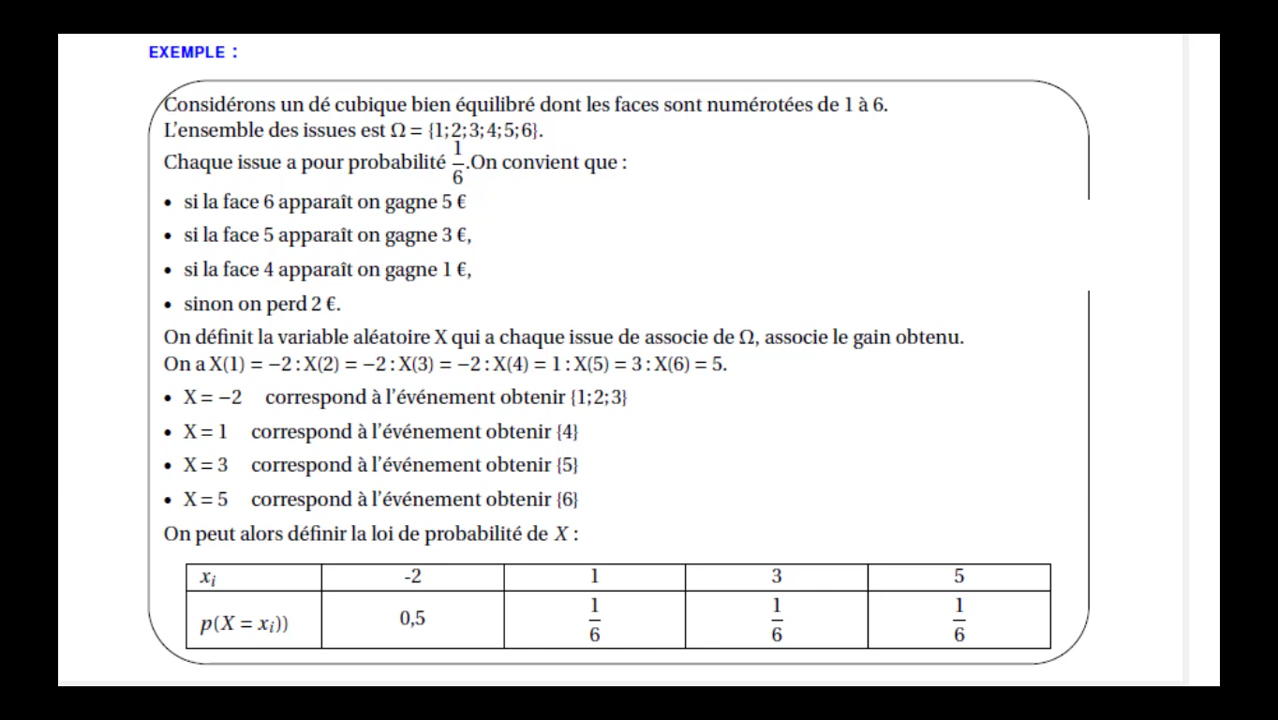 EXEMPLE :
Considérons un dé cubique bien équilibré dont les faces sont numérotées de 1 à 6.
L'ensemble des issues est Ω = {1;2;3;4;5;6}.
Chaque issue a pour probabilité 1/6.On convient que :
• si la face 6 apparaît on gagne 5 €
• si la face 5 apparaît on gagne 3 €,
• si la face 4 apparaît on gagne 1 €,
• sinon on perd 2 €.
On définit la variable aléatoire X qui a chaque issue de associe de Ω, associe le gain obtenu.
On a X(1) = −2 : X(2) = −2 : X(3) = −2 : X(4) = 1 : X(5) = 3 : X(6) = 5.
• X = −2 correspond à l'événement obtenir {1;2;3}
• X = 1 correspond à l'événement obtenir {4}
• X = 3 correspond à l'événement obtenir {5}
• X = 5 correspond à l'événement obtenir {6}
On peut alors définir la loi de probabilité de X :
xi -2 1 3 5
p(X = xi)) 0,5 1/6 1/6 1/6